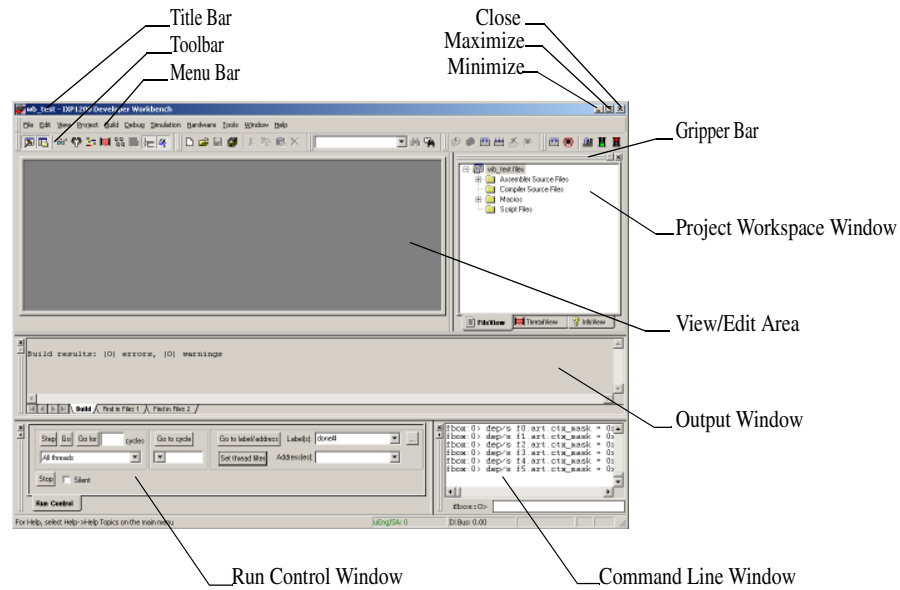 Title Bar
Toolbar
Menu Bar
Close
Maximize
Minimize
wb_test - IXP1200 Developer Workbench
File Edit View Project Build Debug Simulation Hardware Tools Window Help
Gripper Bar
wb_test files
Assembler Source Files
Compiler Source Files
Macros
Script Files
Project Workspace Window
FileView ThreadView InfoView
View/Edit Area
Build results: |0| errors, |0| warnings
Build Find in Files 1 Find in Files 2
Output Window
Step Go Go for cycles Go to cycle Go to label/address Label(s): done#
All threads Set thread filter Address(es):
Stop Silent
Run Control
fbox:0> dep/s f0.art.ctx_mask = 0x
fbox:0> dep/s f1.art.ctx_mask = 0x
fbox:0> dep/s f2.art.ctx_mask = 0x
fbox:0> dep/s f3.art.ctx_mask = 0x
fbox:0> dep/s f4.art.ctx_mask = 0x
fbox:0> dep/s f5.art.ctx_mask = 0x
fbox:0>
For Help, select Help->Help Topics on the main menu uEng/SA: 0 IX Bus: 0.00
Run Control Window
Command Line Window